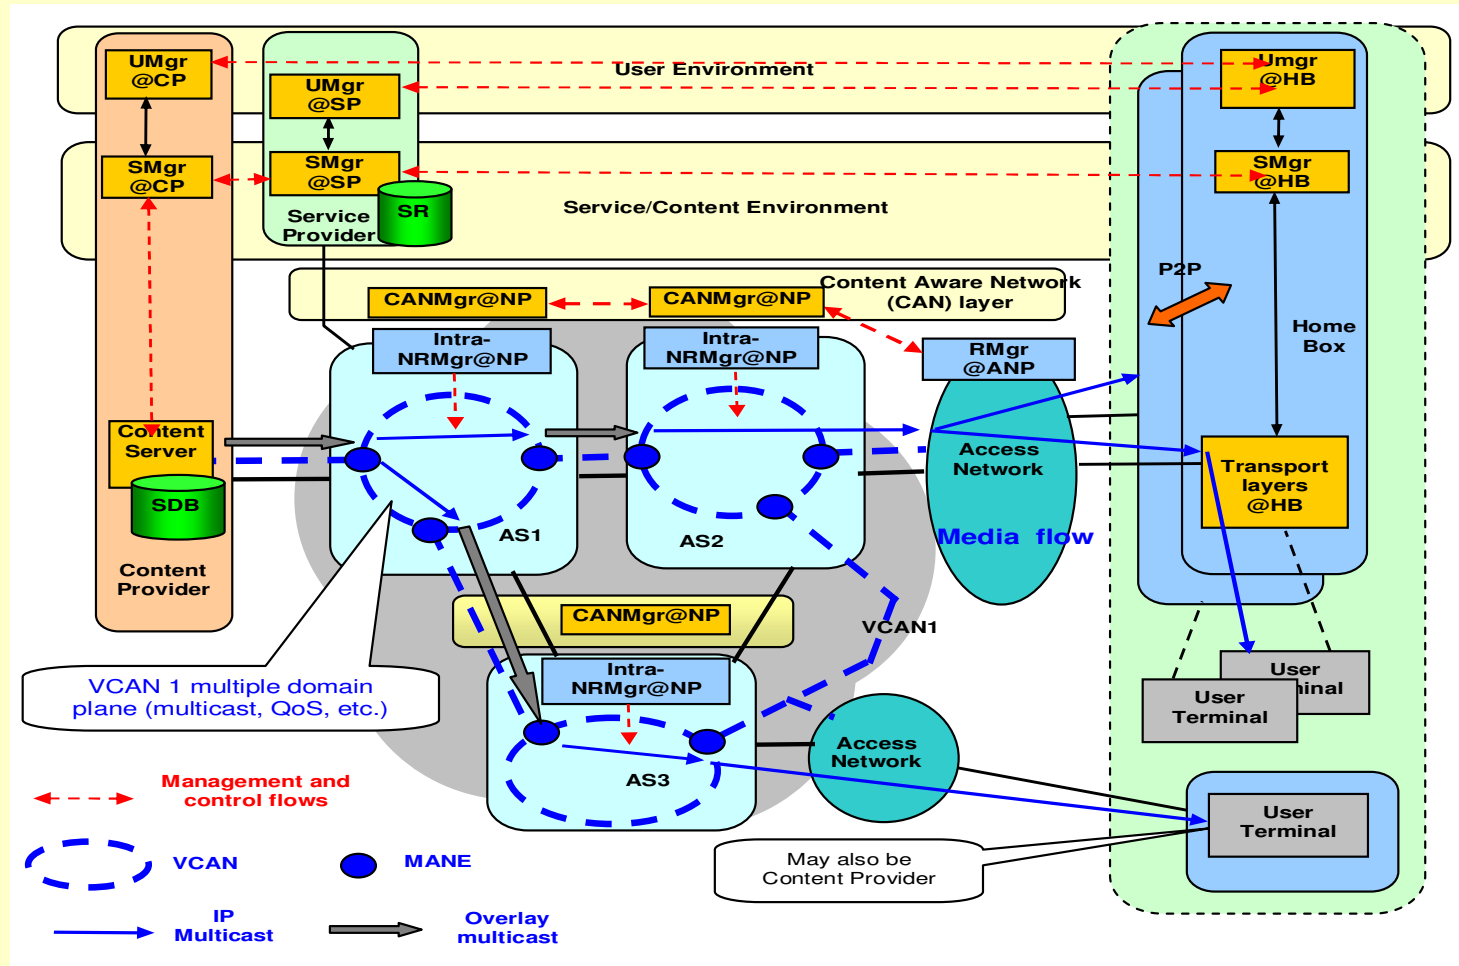 UMgr
@CP
UMgr
@SP
User Environment
Umgr
@HB
SMgr
@CP
SMgr
@SP
SR
Service
Provider
Service/Content Environment
SMgr
@HB
P2P
Home
Box
Content Aware Network
(CAN) layer
CANMgr@NP
CANMgr@NP
Intra-
NRMgr@NP
Intra-
NRMgr@NP
RMgr
@ANP
Content
Server
SDB
Content
Provider
AS1
AS2
Access
Network
Media flow
Transport
layers
@HB
CANMgr@NP
VCAN1
Intra-
NRMgr@NP
AS3
Access
Network
VCAN 1 multiple domain
plane (multicast, QoS, etc.)
User
Terminal
User
minal
User
Terminal
May also be
Content Provider
Management and
control flows
VCAN
MANE
IP
Multicast
Overlay
multicast